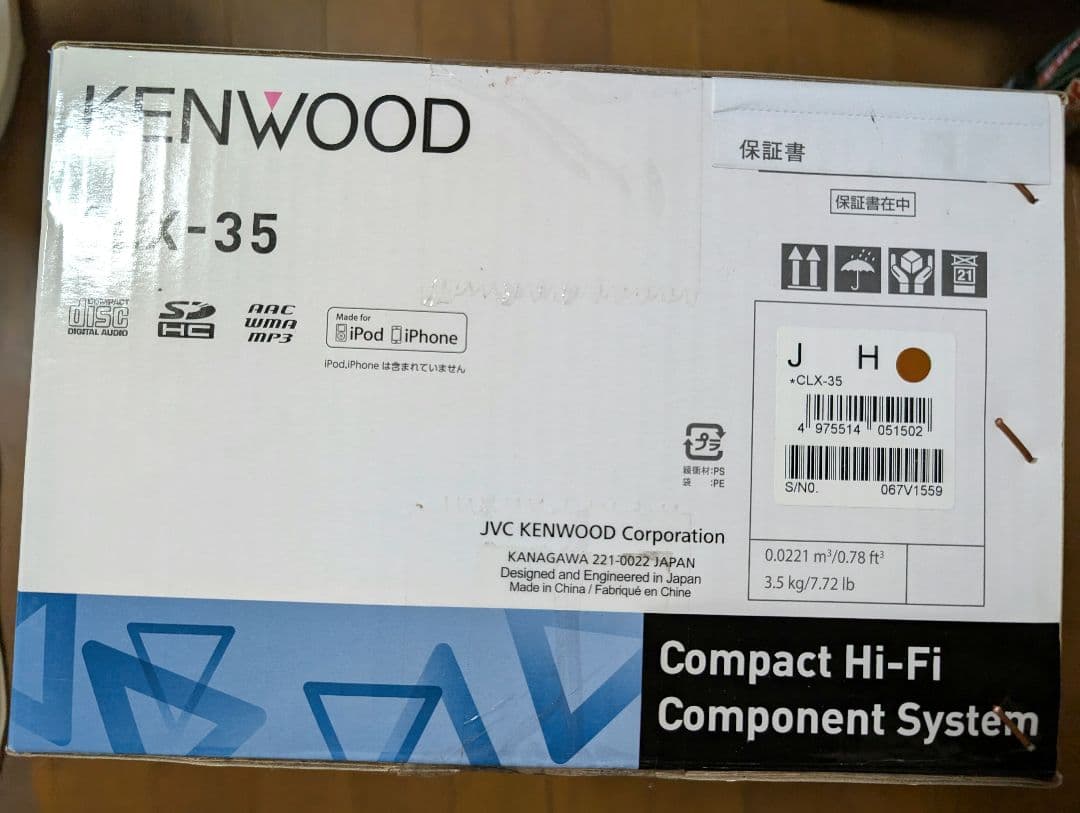 KENWOOD
CLX-35
COMPACT
disc
DIGITAL AUDIO
SD
HC
AAC
WMA
MP3
Made for
iPod iPhone
iPod,iPhone は含まれていません
保証書
保証書在中
21
J H
*CLX-35
4 975514 051502
S/NO. 067V1559
プラ
緩衝材:PS
袋 :PE
JVC KENWOOD Corporation
KANAGAWA 221-0022 JAPAN
Designed and Engineered in Japan
Made in China / Fabriqué en Chine
0.0221 m³/0.78 ft³
3.5 kg/7.72 lb
Compact Hi-Fi
Component System